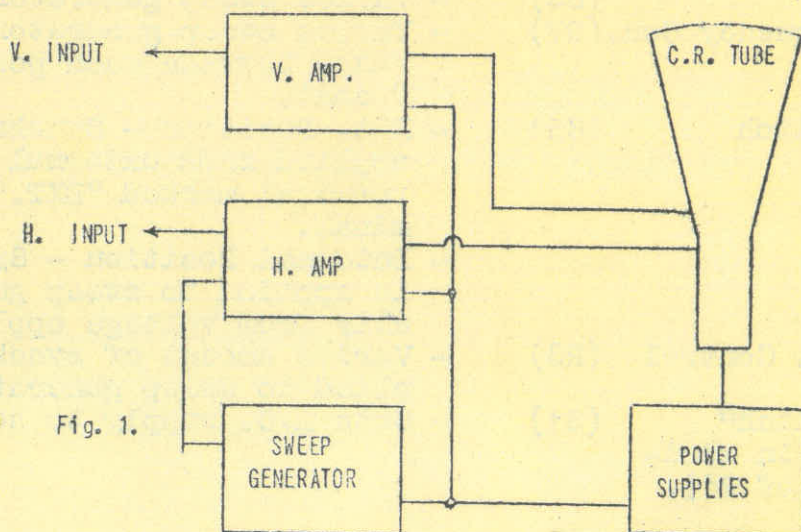 V. INPUT
V. AMP.
C.R. TUBE
H. INPUT
H. AMP
Fig. 1.
SWEEP
GENERATOR
POWER
SUPPLIES